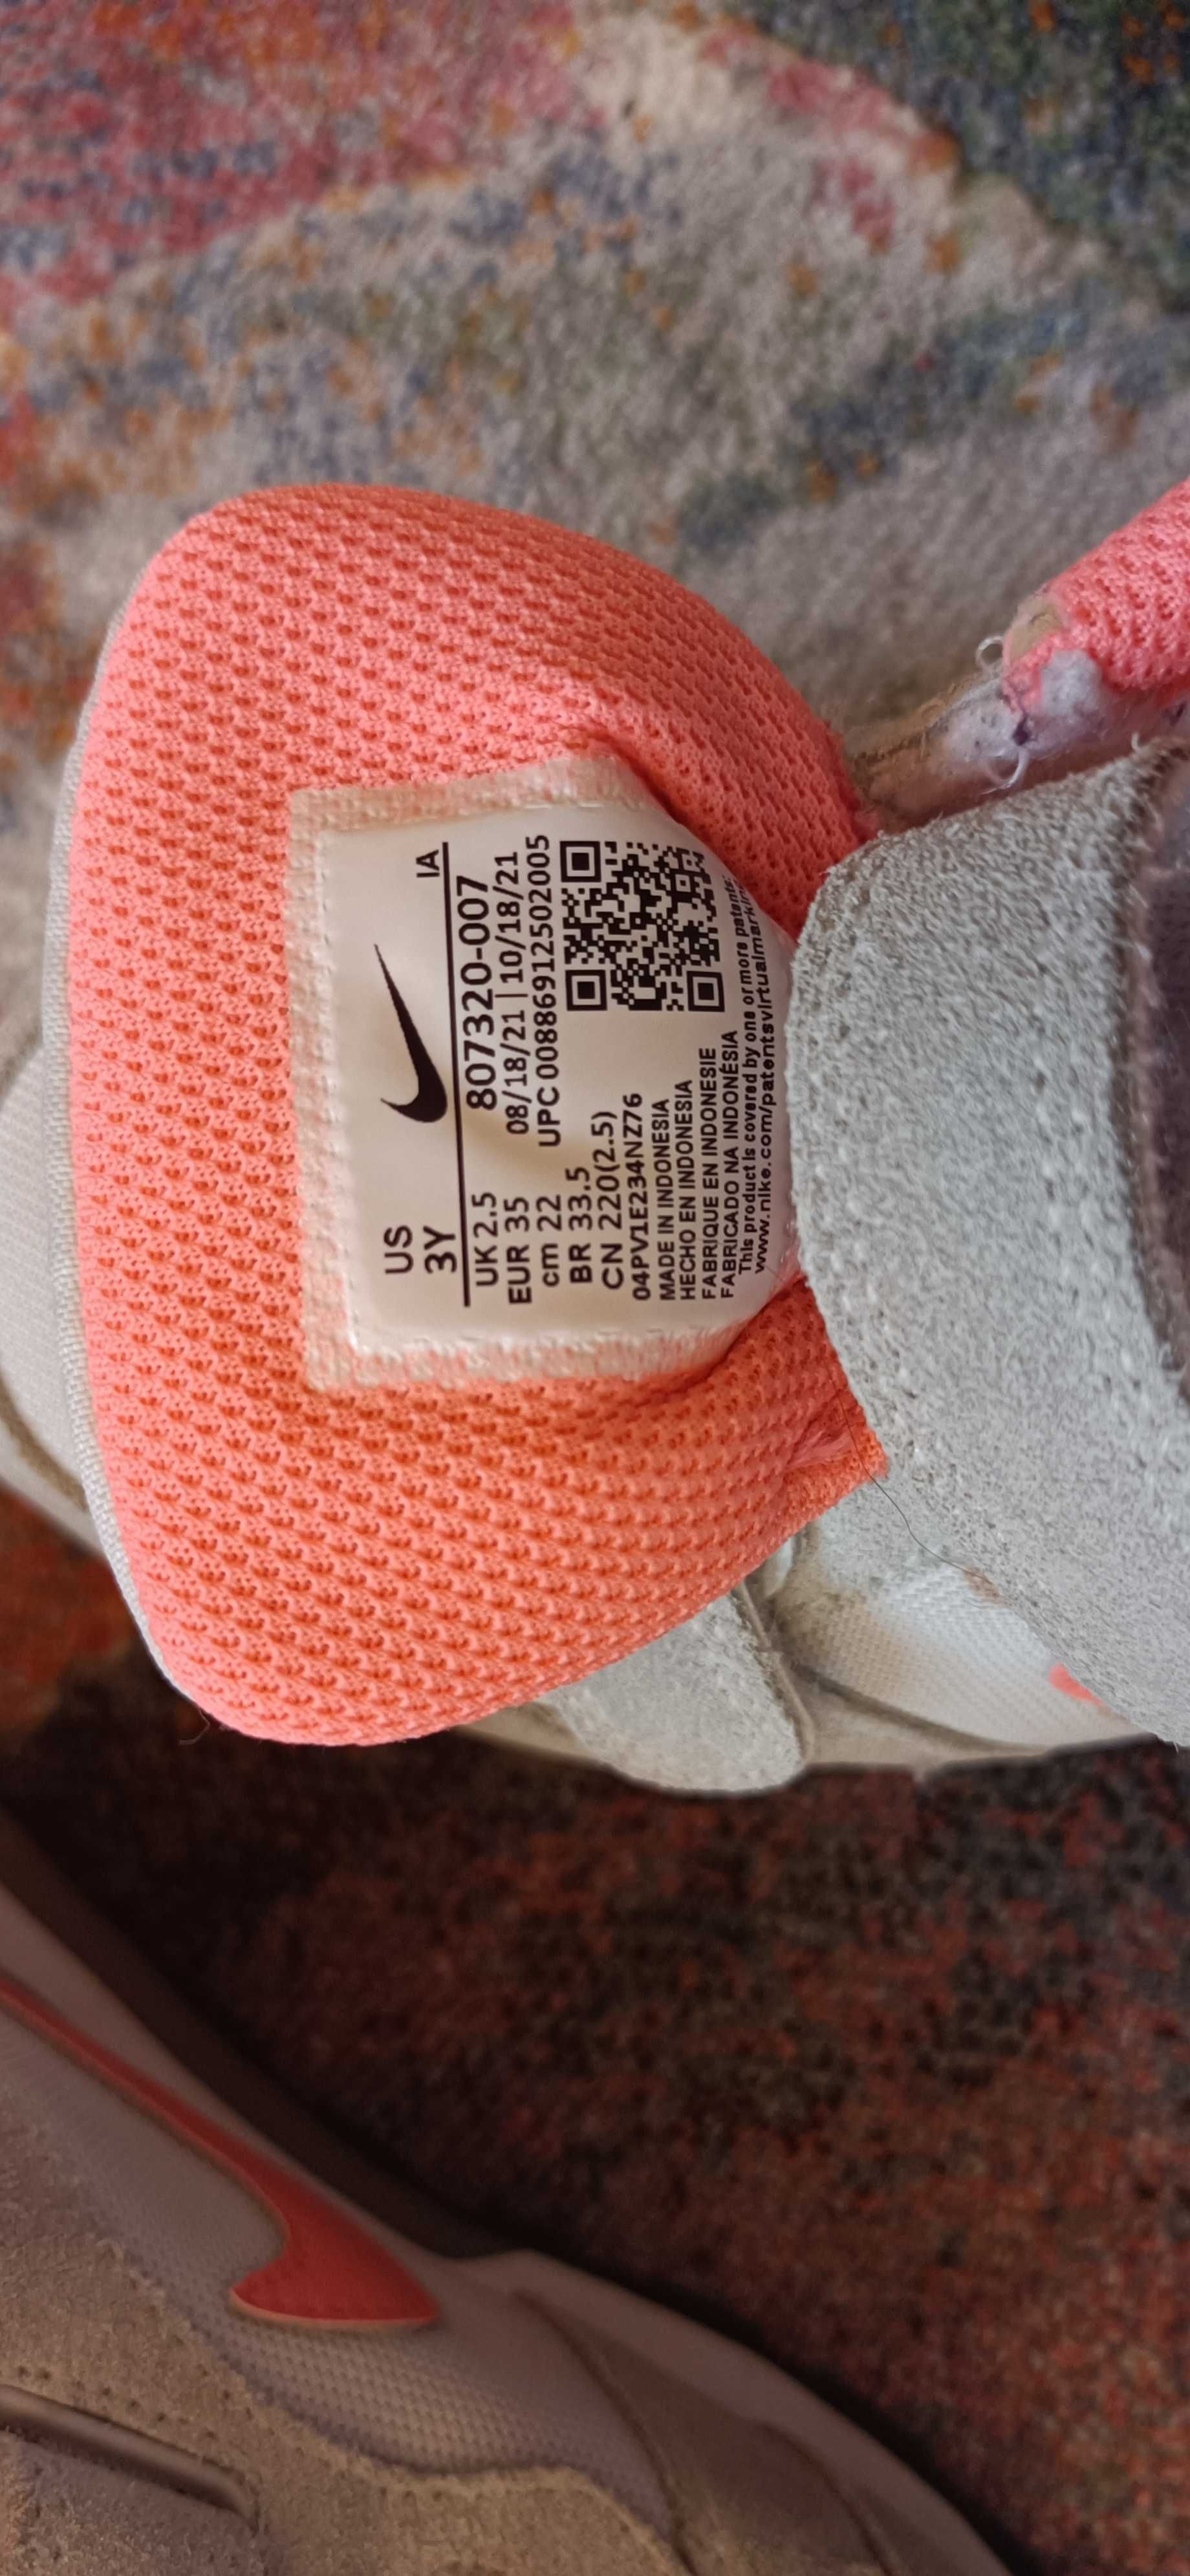 US
3Y
IA
UK 2.5
807320-007
EUR 35
08/18/21 | 10/18/21
cm 22
UPC 00886912502005
BR 33.5
CN 220(2.5)
04PV1E234NZ76
MADE IN INDONESIA
HECHO EN INDONESIA
FABRIQUE EN INDONESIE
FABRICADO NA INDONÉSIA
This product is covered by one or more patents.
www.nike.com/patentsvirtualmarking